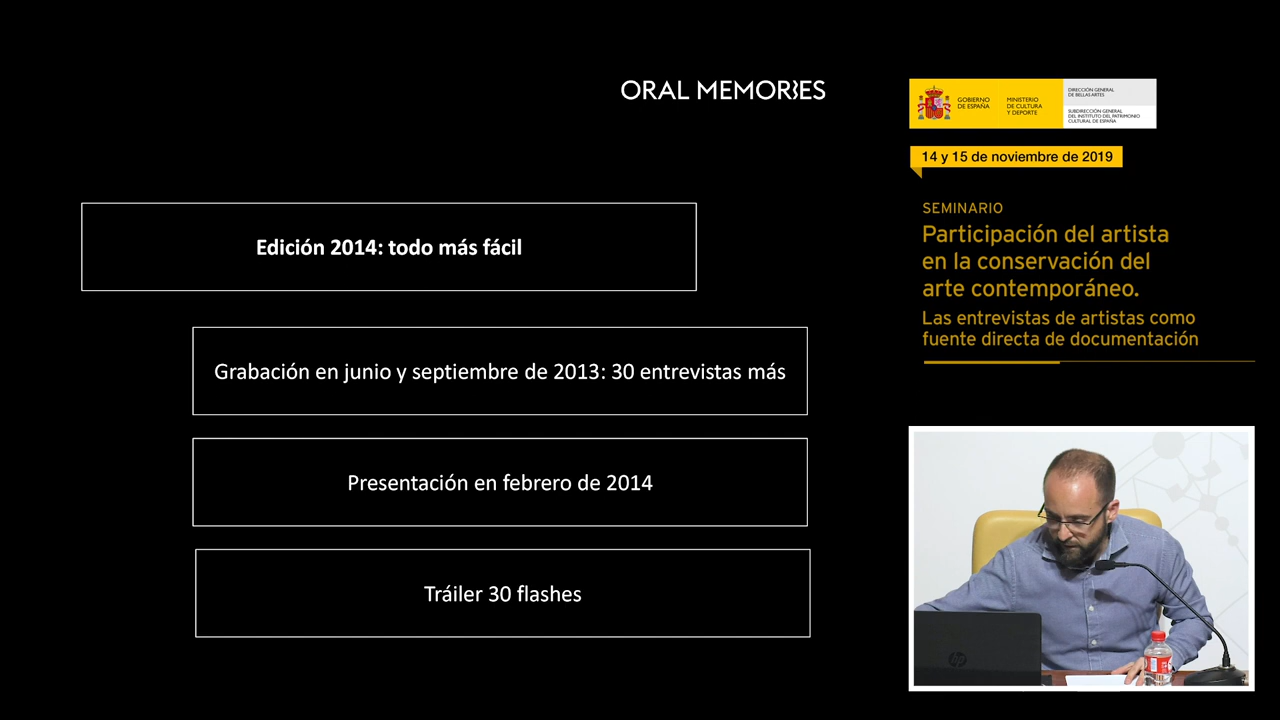 ORAL MEMORIES
Edición 2014: todo más fácil
Grabación en junio y septiembre de 2013: 30 entrevistas más
Presentación en febrero de 2014
Tráiler 30 flashes
GOBIERNO
DE ESPAÑA
MINISTERIO
DE CULTURA
Y DEPORTE
DIRECCIÓN GENERAL
DE BELLAS ARTES
SUBDIRECCIÓN GENERAL
DEL INSTITUTO DEL PATRIMONIO
CULTURAL DE ESPAÑA
14 y 15 de noviembre de 2019
SEMINARIO
Participación del artista
en la conservación del
arte contemporáneo.
Las entrevistas de artistas como
fuente directa de documentación
hp